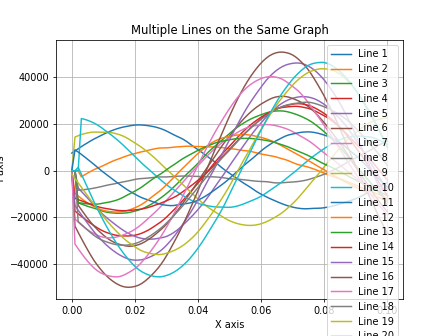 Multiple Lines on the Same Graph
40000
20000
0
−20000
−40000
0.00
0.02
0.04
0.06
X axis
Line 1
Line 2
Line 3
Line 4
Line 5
Line 6
Line 7
Line 8
Line 9
Line 10
Line 11
Line 12
Line 13
Line 14
Line 15
Line 16
Line 17
Line 18
Line 19
Line 20